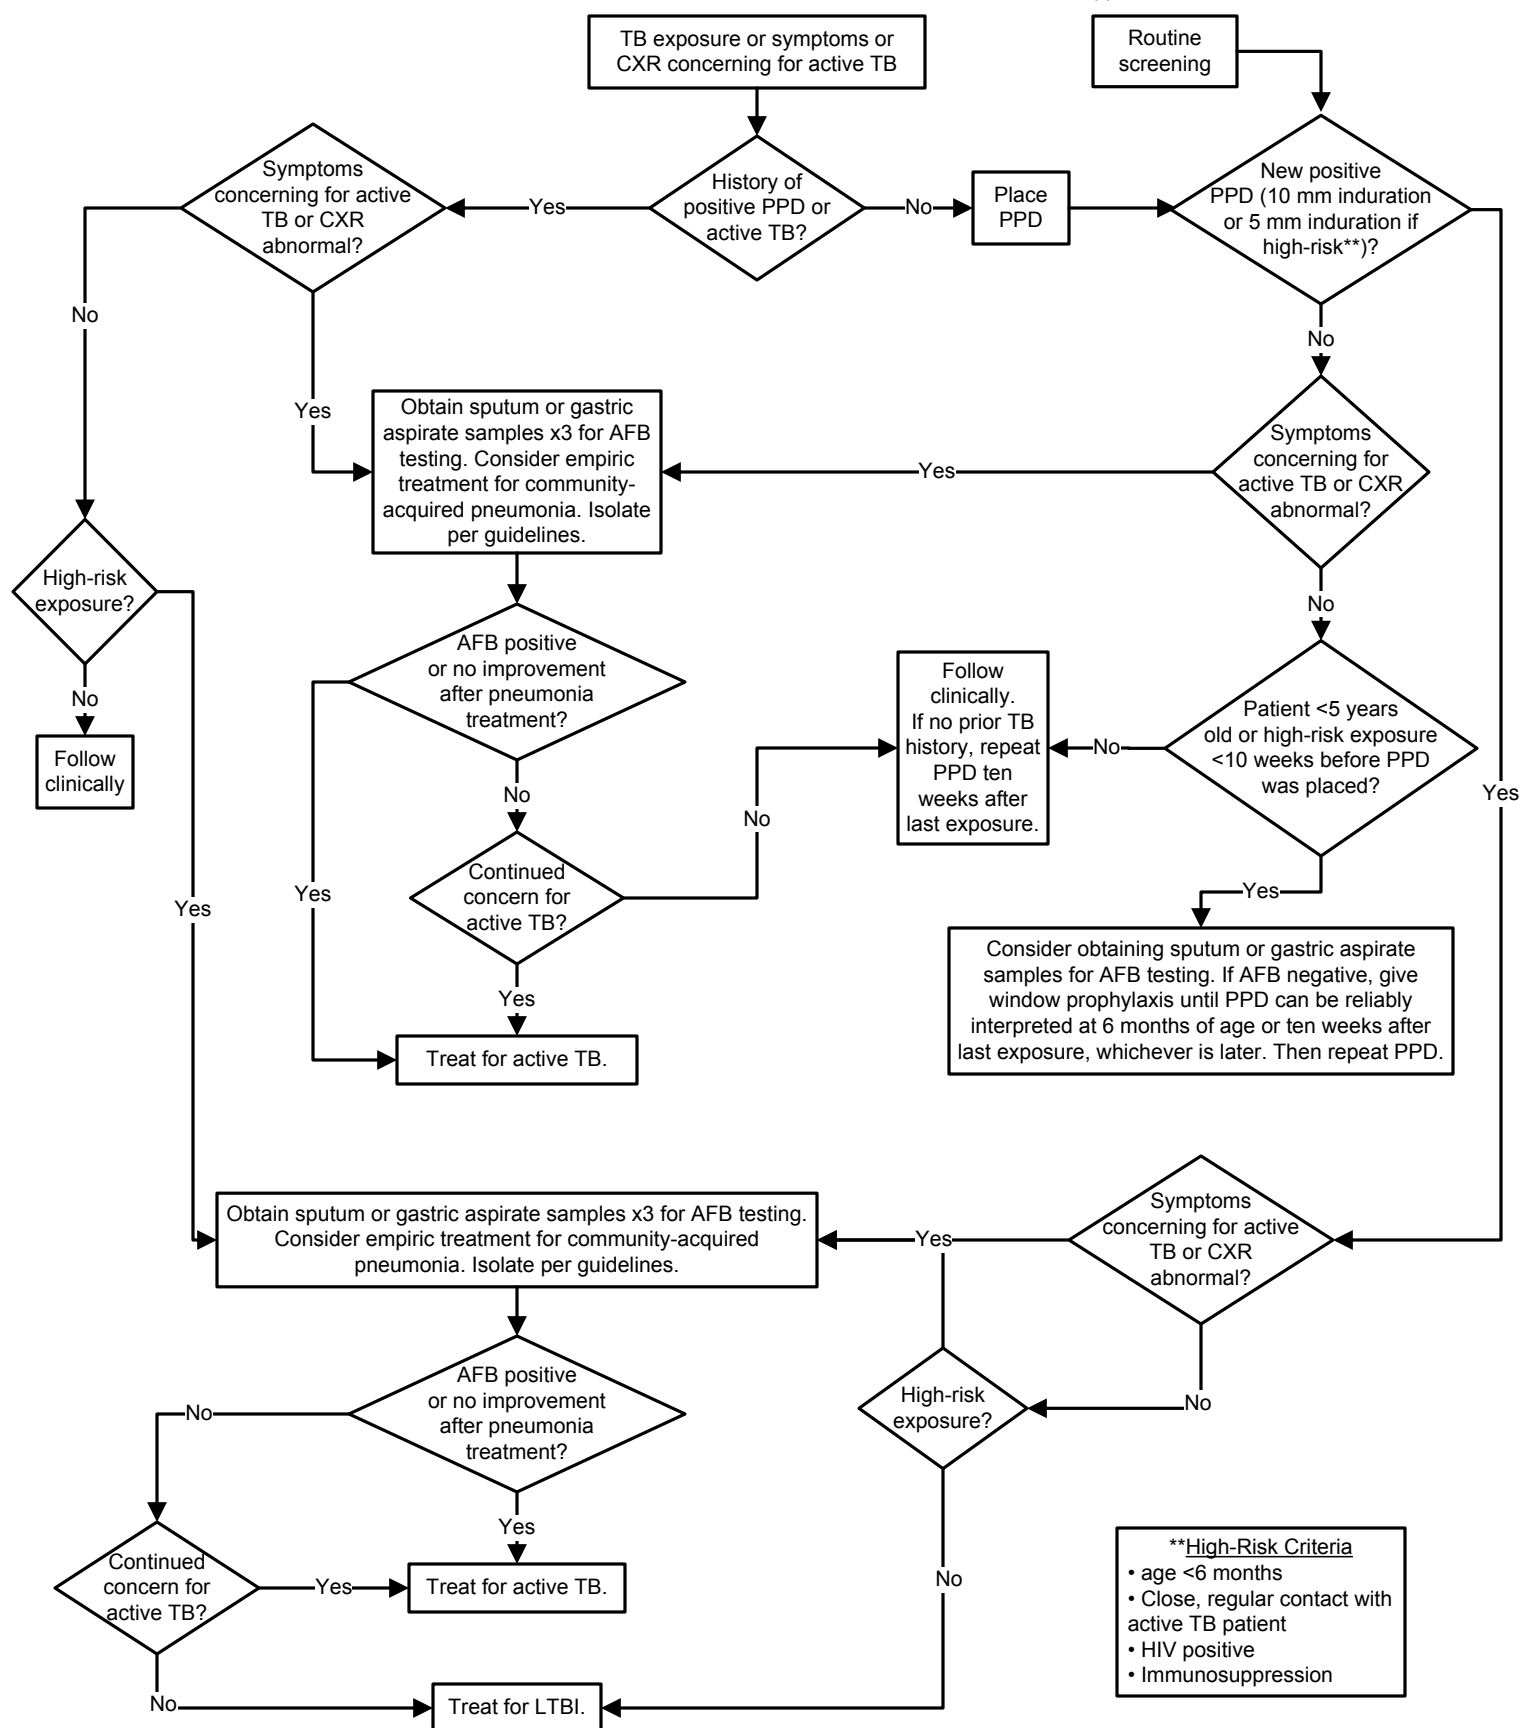 TB exposure or symptoms or
CXR concerning for active TB
Routine
screening
Symptoms
concerning for active
TB or CXR
abnormal?
Yes
History of
positive PPD or
active TB?
No
Place
PPD
New positive
PPD (10 mm induration
or 5 mm induration if
high-risk**)?
No
No
Yes
Obtain sputum or gastric
aspirate samples x3 for AFB
testing. Consider empiric
treatment for community-
acquired pneumonia. Isolate
per guidelines.
Yes
Symptoms
concerning for
active TB or CXR
abnormal?
High-risk
exposure?
No
AFB positive
or no improvement
after pneumonia
treatment?
Follow
clinically.
If no prior TB
history, repeat
PPD ten
weeks after
last exposure.
No
Patient <5 years
old or high-risk exposure
<10 weeks before PPD
was placed?
No
Follow
clinically
No
No
Yes
Continued
concern for
active TB?
Yes
Yes
Yes
Yes
Consider obtaining sputum or gastric aspirate
samples for AFB testing. If AFB negative, give
window prophylaxis until PPD can be reliably
interpreted at 6 months of age or ten weeks after
last exposure, whichever is later. Then repeat PPD.
Treat for active TB.
Obtain sputum or gastric aspirate samples x3 for AFB testing.
Consider empiric treatment for community-acquired
pneumonia. Isolate per guidelines.
Yes
Symptoms
concerning for active
TB or CXR
abnormal?
No
AFB positive
or no improvement
after pneumonia
treatment?
High-risk
exposure?
No
Yes
Continued
concern for
active TB?
Yes
Treat for active TB.
No
**High-Risk Criteria
• age <6 months
• Close, regular contact with
active TB patient
• HIV positive
• Immunosuppression
No
Treat for LTBI.